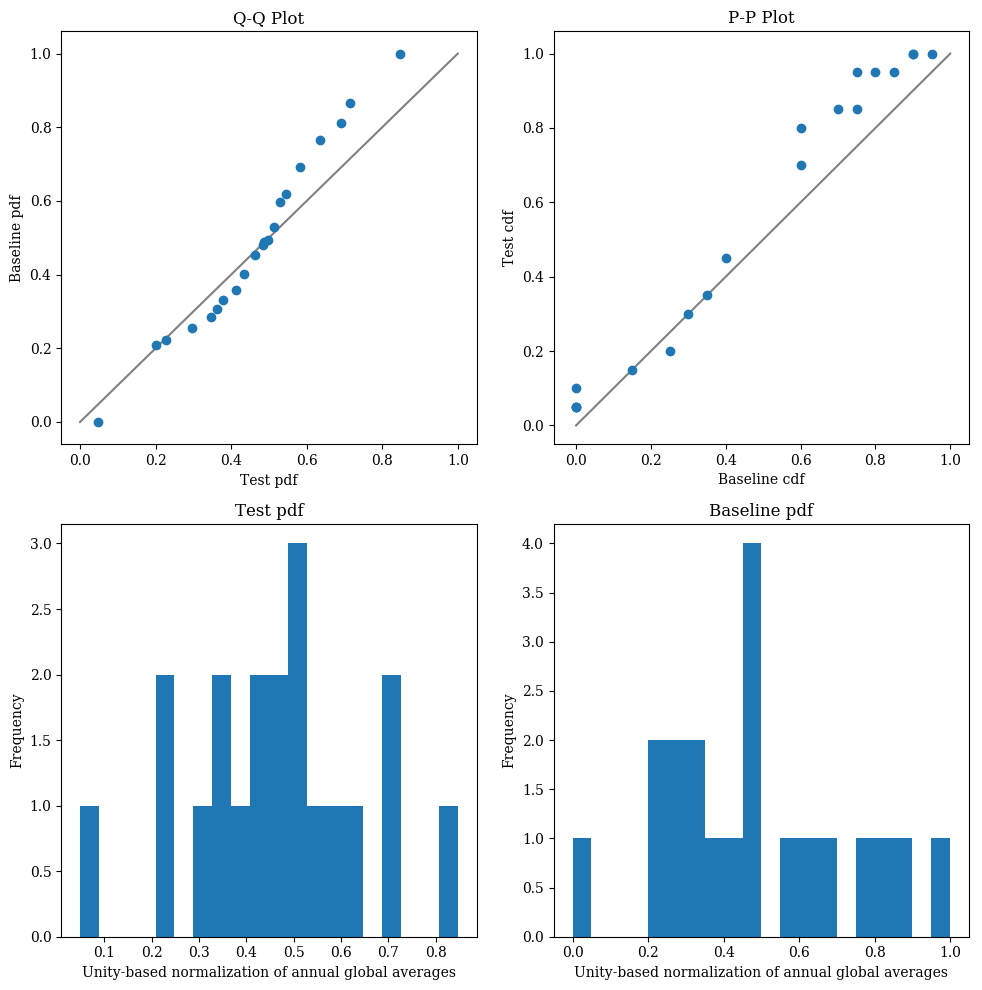 Q-Q Plot
1.0
0.8
0.6
0.4
0.2
0.0
Baseline pdf
0.0 0.2 0.4 0.6 0.8 1.0
Test pdf
P-P Plot
1.0
0.8
0.6
0.4
0.2
0.0
Test cdf
0.0 0.2 0.4 0.6 0.8 1.0
Baseline cdf
Test pdf
3.0
2.5
2.0
1.5
1.0
0.5
0.0
Frequency
0.1 0.2 0.3 0.4 0.5 0.6 0.7 0.8
Unity-based normalization of annual global averages
Baseline pdf
4.0
3.5
3.0
2.5
2.0
1.5
1.0
0.5
0.0
Frequency
0.0 0.2 0.4 0.6 0.8 1.0
Unity-based normalization of annual global averages